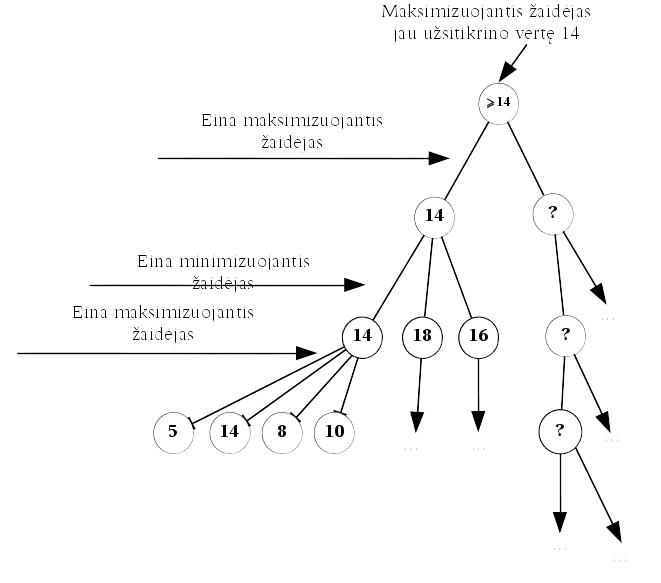 Maksimizuojantis žaidėjas
jau užsitikrino vertę 14
⩾14
Eina maksimizuojantis
žaidėjas
14
?
Eina minimizuojantis
žaidėjas
...
Eina maksimizuojantis
žaidėjas
14
18
16
?
5
14
8
10
...
...
?
...
...
...